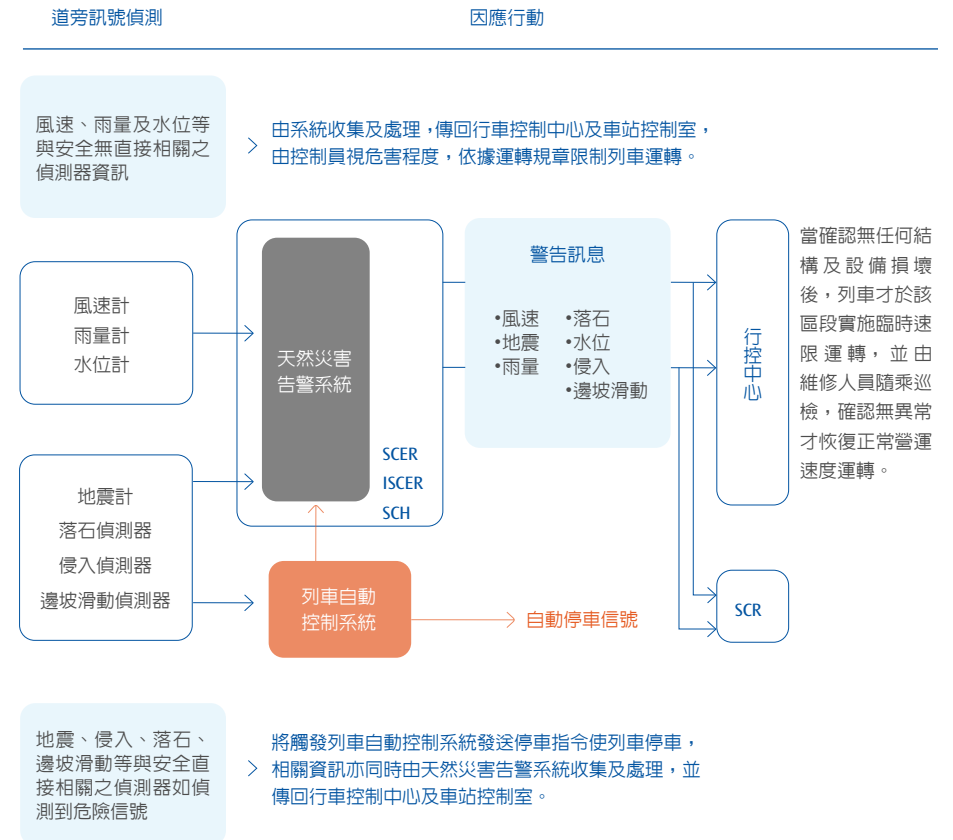 道旁訊號偵測
因應行動
風速、雨量及水位等
與安全無直接相關之
偵測器資訊
由系統收集及處理,傳回行車控制中心及車站控制室,
由控制員視危害程度,依據運轉規章限制列車運轉。
風速計
雨量計
水位計
地震計
落石偵測器
侵入偵測器
邊坡滑動偵測器
天然災害
告警系統
SCER
ISCER
SCH
列車自動
控制系統
自動停車信號
警告訊息
•風速
•地震
•雨量
•落石
•水位
•侵入
•邊坡滑動
行控中心
SCR
當確認無任何結
構及設備損壞
後,列車才於該
區段實施臨時速
限運轉,並由
維修人員隨乘巡
檢,確認無異常
才恢復正常營運
速度運轉。
地震、侵入、落石、
邊坡滑動等與安全直
接相關之偵測器如偵
測到危險信號
將觸發列車自動控制系統發送停車指令使列車停車,
相關資訊亦同時由天然災害告警系統收集及處理,並
傳回行車控制中心及車站控制室。